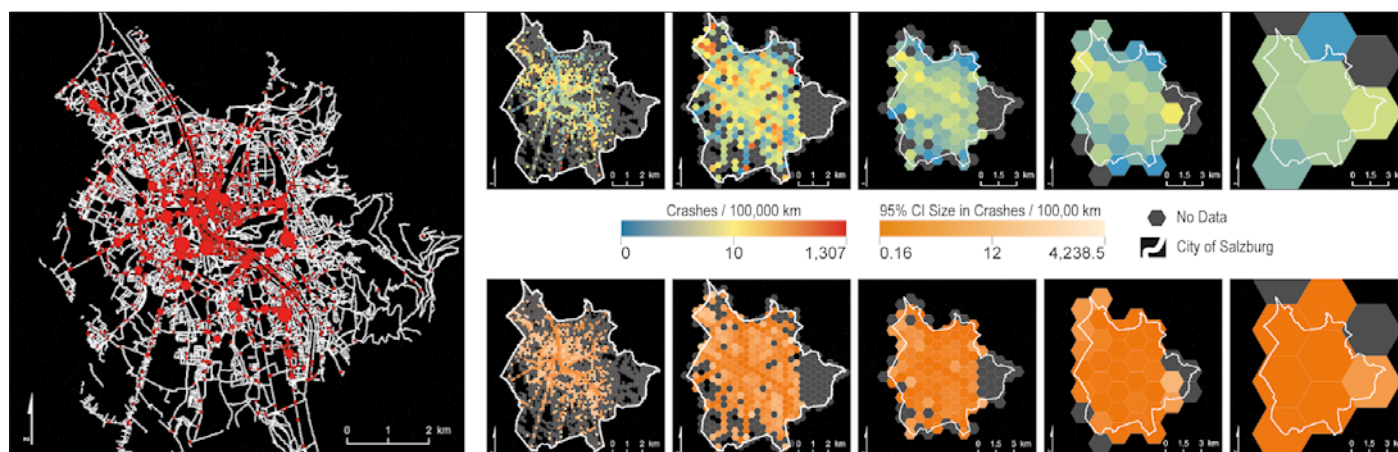 0 1 2 km
0 1 2 km
0 1 2 km
0 1.5 3 km
0 1.5 3 km
0 1.5 3 km
Crashes / 100,000 km
0 10 1,307
95% CI Size in Crashes / 100,00 km
0.16 12 4,238.5
No Data
City of Salzburg
0 1 2 km
0 1 2 km
0 1.5 3 km
0 1.5 3 km
0 1.5 3 km